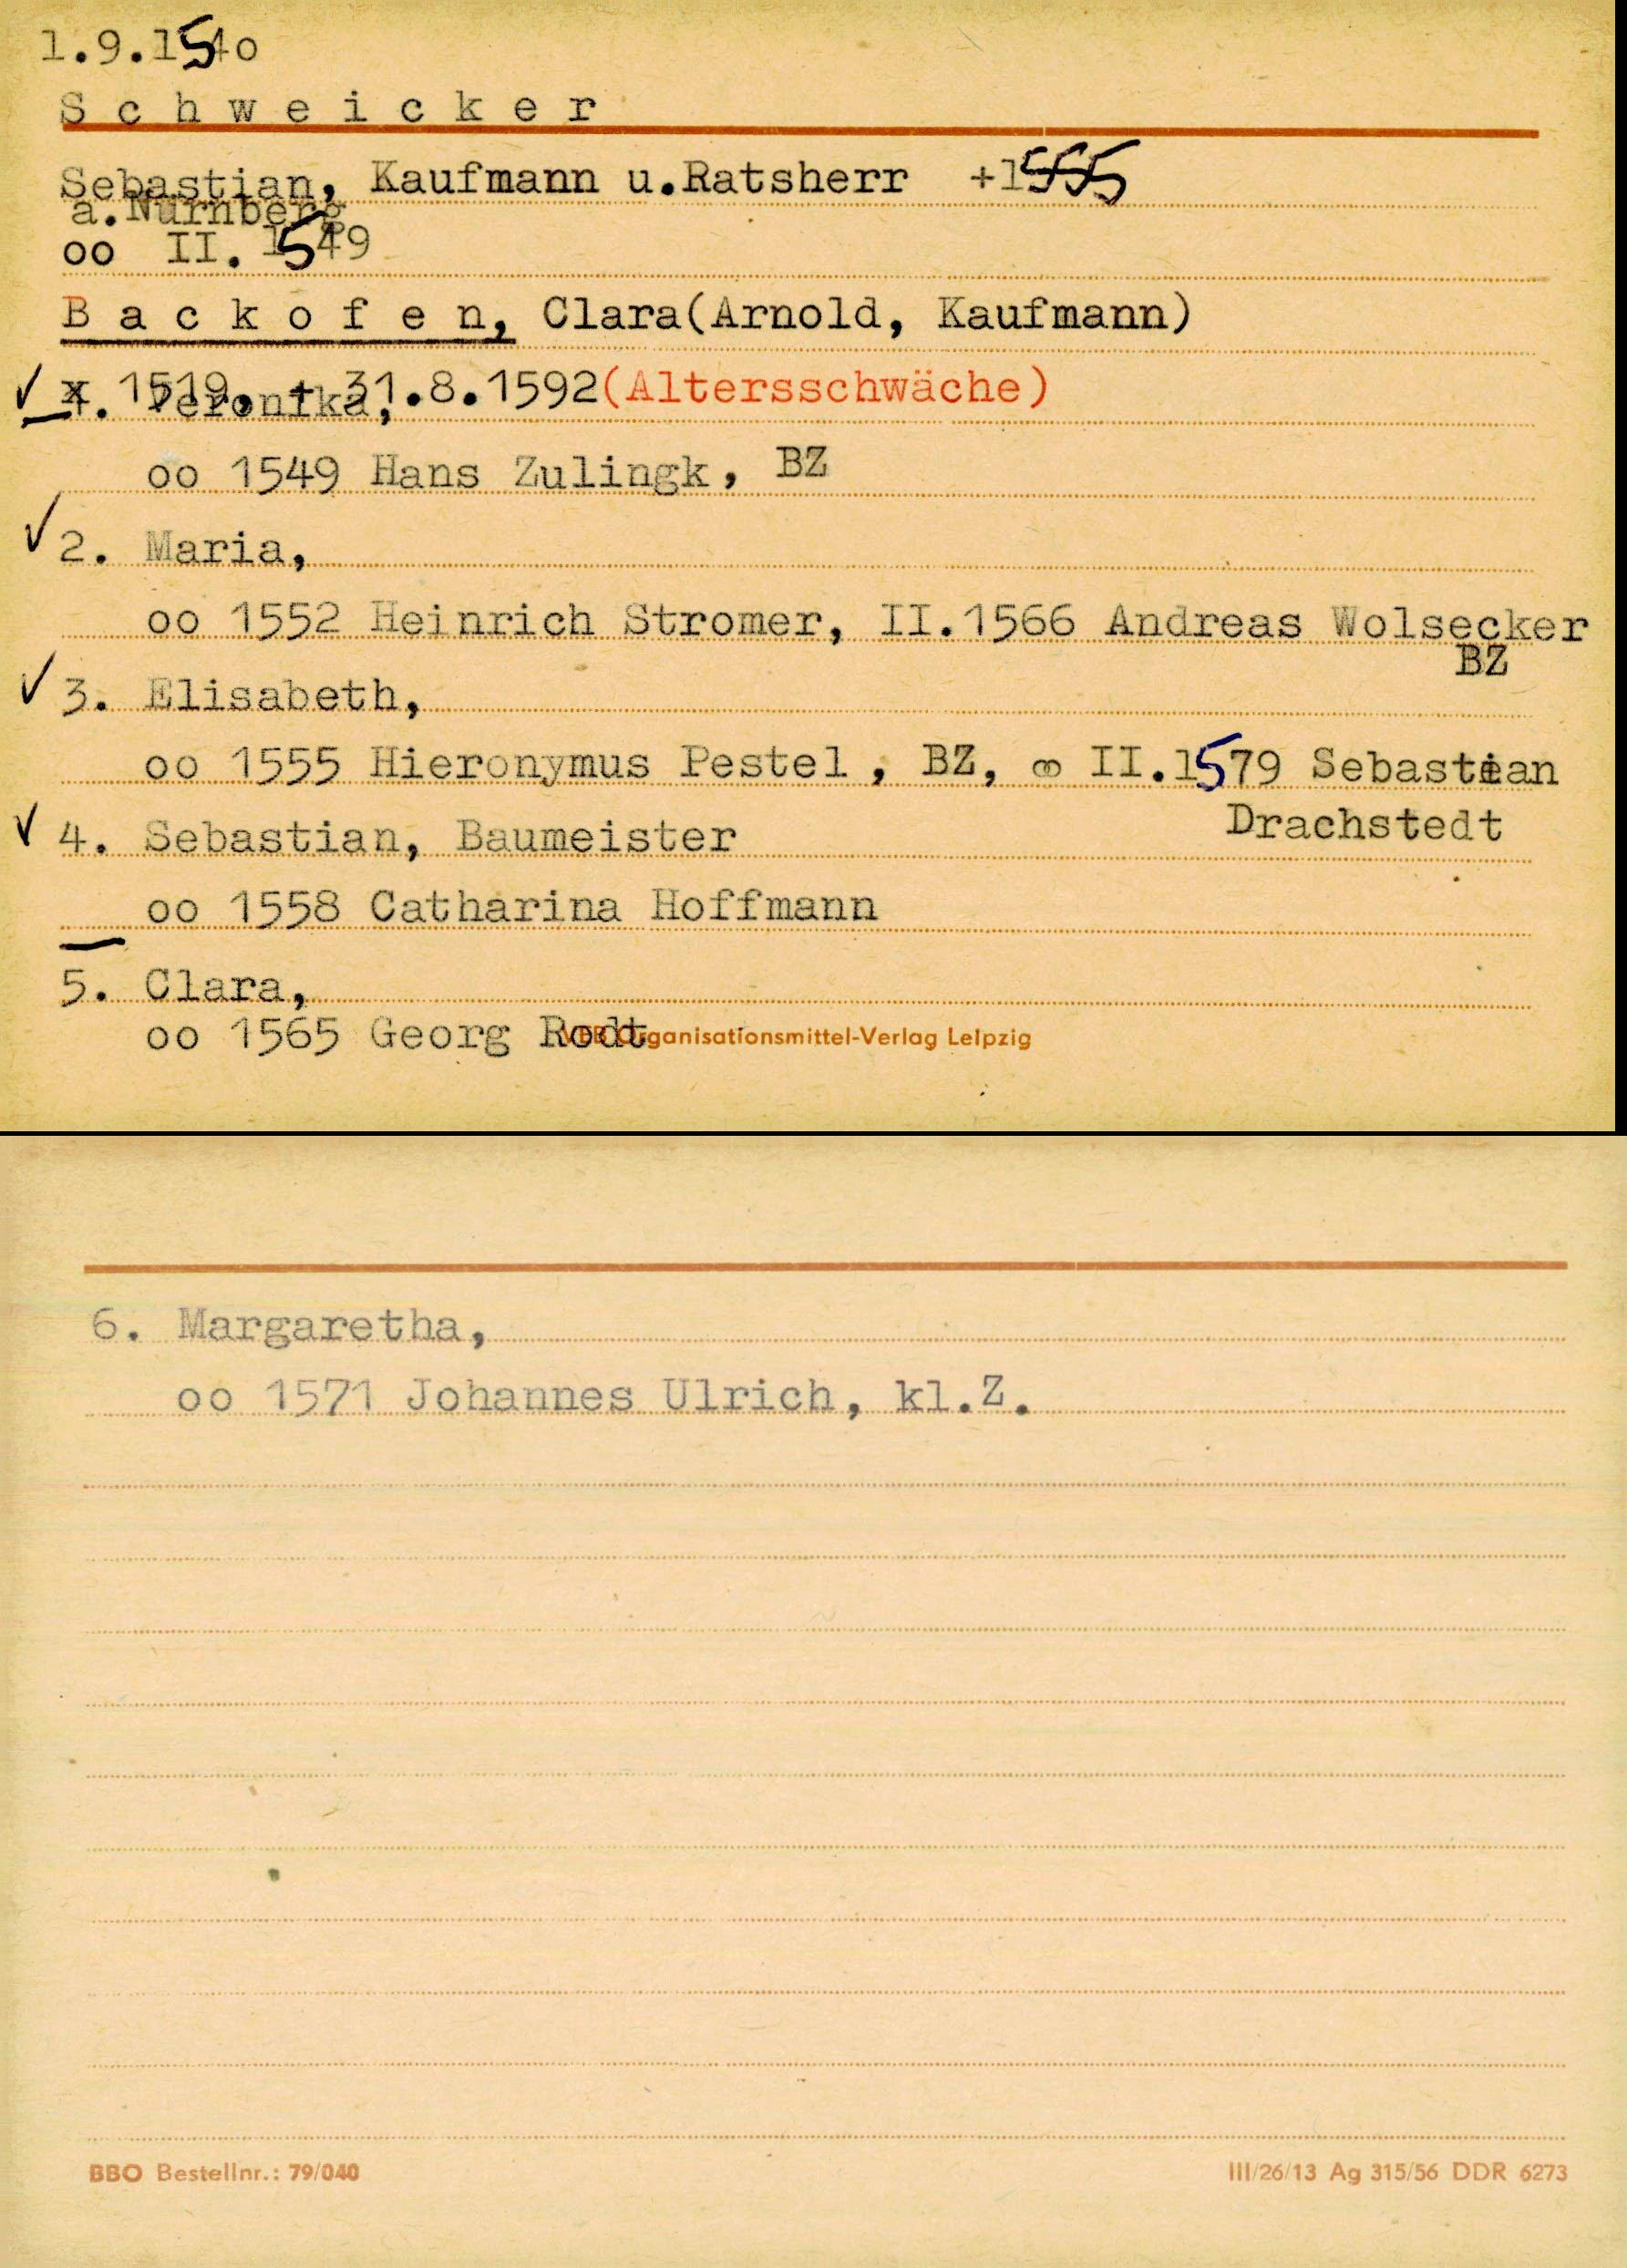 1.9.1540
S c h w e i c k e r
Sebastian, Kaufmann u.Ratsherr +1555
a.Nürnberg
oo II. 1549
B a c k o f e n, Clara(Arnold, Kaufmann)
x 1519, + 31.8.1592(Altersschwäche)
✓ 1. Veronika,
oo 1549 Hans Zulingk, BZ
✓ 2. Maria,
oo 1552 Heinrich Stromer, II.1566 Andreas Wolsecker
BZ
✓ 3. Elisabeth,
oo 1555 Hieronymus Pestel, BZ, ∞ II.1579 Sebastian
Drachstedt
✓ 4. Sebastian, Baumeister
oo 1558 Catharina Hoffmann
5. Clara,
oo 1565 Georg Rodt
VEB Organisationsmittel-Verlag Leipzig
6. Margaretha,
oo 1571 Johannes Ulrich, kl.Z.
BBO Bestellnr.: 79/040
III/26/13 Ag 315/56 DDR 6273